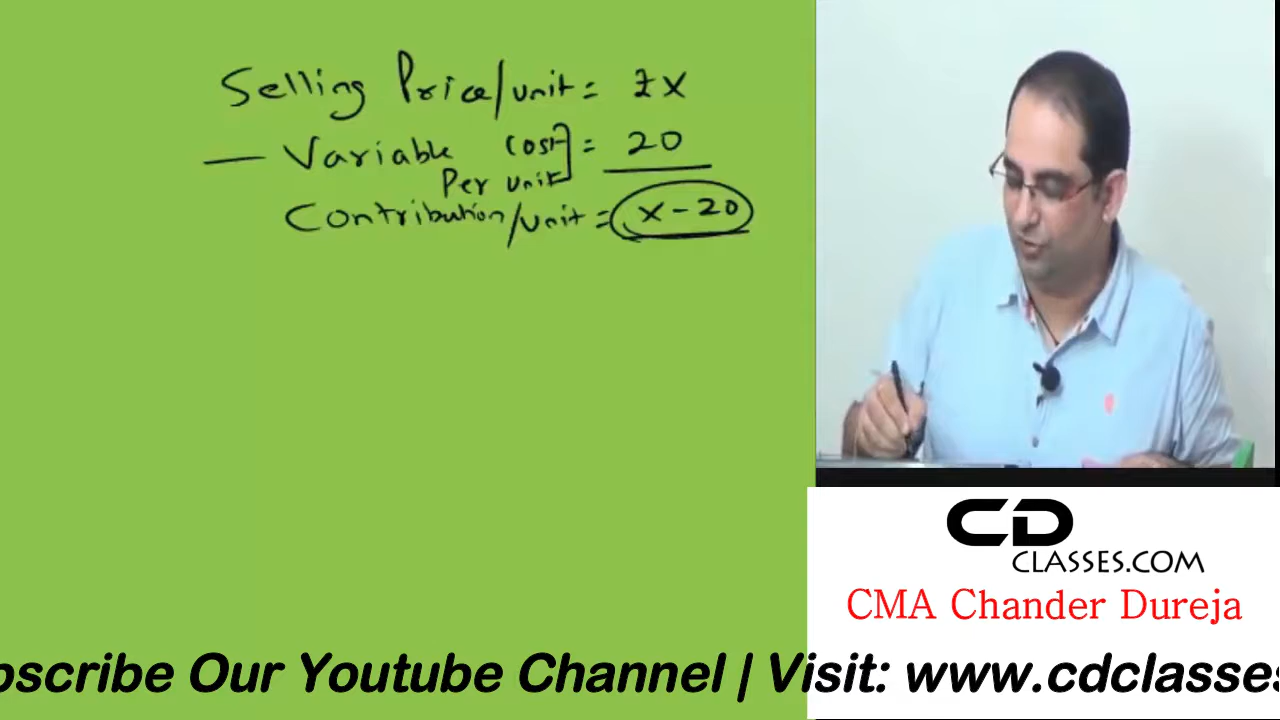 Selling Price/unit = ₹ X
— Variable cost = 20
Per unit
Contribution/unit = x - 20
CD
CLASSES.COM
CMA Chander Dureja
bscribe Our Youtube Channel | Visit: www.cdclasses